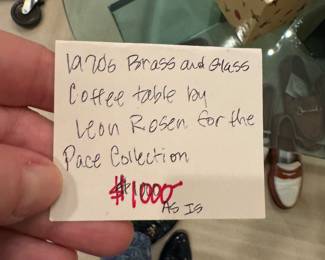 1970s Brass and Glass
Coffee table by
Leon Rosen for the
Pace Collection
$1000-
AS IS